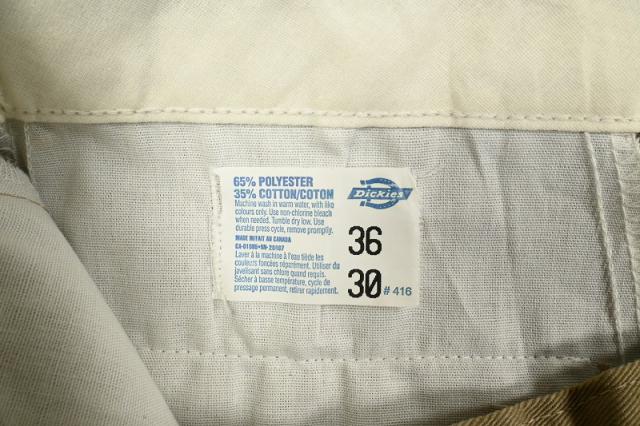 65% POLYESTER
35% COTTON/COTON
Machine wash in warm water, with like
colours only. Use non-chlorine bleach
when needed. Tumble dry low. Use
durable press cycle, remove promptly.
MADE IN/FAIT AU CANADA
Laver à la machine à l'eau tiède les
couleurs foncées séparément. Utiliser du
javelisant sans chlore quand requis.
Sécher à basse température, cycle de
pressage permanent, retirer rapidement.
Dickies
36
30 # 416